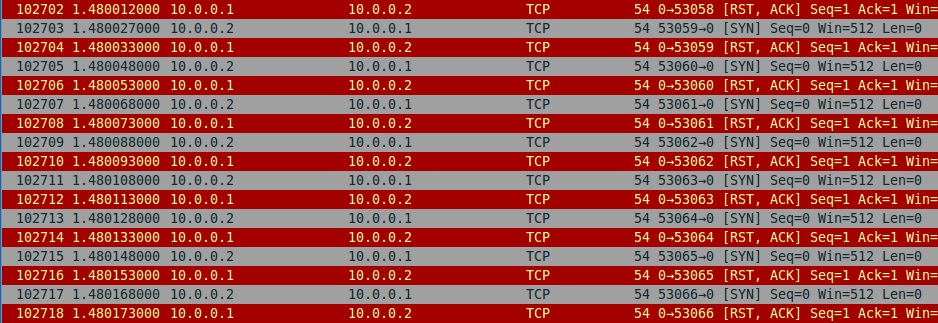 102702 1.480012000 10.0.0.1 10.0.0.2 TCP 54 0→53058 [RST, ACK] Seq=1 Ack=1 Win=
102703 1.480027000 10.0.0.2 10.0.0.1 TCP 54 53059→0 [SYN] Seq=0 Win=512 Len=0
102704 1.480033000 10.0.0.1 10.0.0.2 TCP 54 0→53059 [RST, ACK] Seq=1 Ack=1 Win=
102705 1.480048000 10.0.0.2 10.0.0.1 TCP 54 53060→0 [SYN] Seq=0 Win=512 Len=0
102706 1.480053000 10.0.0.1 10.0.0.2 TCP 54 0→53060 [RST, ACK] Seq=1 Ack=1 Win=
102707 1.480068000 10.0.0.2 10.0.0.1 TCP 54 53061→0 [SYN] Seq=0 Win=512 Len=0
102708 1.480073000 10.0.0.1 10.0.0.2 TCP 54 0→53061 [RST, ACK] Seq=1 Ack=1 Win=
102709 1.480088000 10.0.0.2 10.0.0.1 TCP 54 53062→0 [SYN] Seq=0 Win=512 Len=0
102710 1.480093000 10.0.0.1 10.0.0.2 TCP 54 0→53062 [RST, ACK] Seq=1 Ack=1 Win=
102711 1.480108000 10.0.0.2 10.0.0.1 TCP 54 53063→0 [SYN] Seq=0 Win=512 Len=0
102712 1.480113000 10.0.0.1 10.0.0.2 TCP 54 0→53063 [RST, ACK] Seq=1 Ack=1 Win=
102713 1.480128000 10.0.0.2 10.0.0.1 TCP 54 53064→0 [SYN] Seq=0 Win=512 Len=0
102714 1.480133000 10.0.0.1 10.0.0.2 TCP 54 0→53064 [RST, ACK] Seq=1 Ack=1 Win=
102715 1.480148000 10.0.0.2 10.0.0.1 TCP 54 53065→0 [SYN] Seq=0 Win=512 Len=0
102716 1.480153000 10.0.0.1 10.0.0.2 TCP 54 0→53065 [RST, ACK] Seq=1 Ack=1 Win=
102717 1.480168000 10.0.0.2 10.0.0.1 TCP 54 53066→0 [SYN] Seq=0 Win=512 Len=0
102718 1.480173000 10.0.0.1 10.0.0.2 TCP 54 0→53066 [RST, ACK] Seq=1 Ack=1 Win=